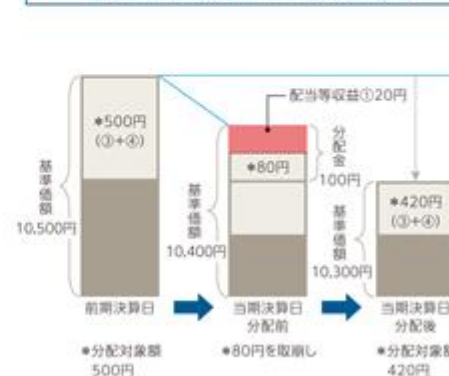 配当等収益①20円
*500円
(③+④)
分配金
100円
*80円
基準価額
10,500円
基準価額
10,400円
*420円
(③+④)
基準価額
10,300円
前期決算日
当期決算日
分配前
当期決算日
分配後
*分配対象額
500円
*80円を取崩し
*分配対象額
420円